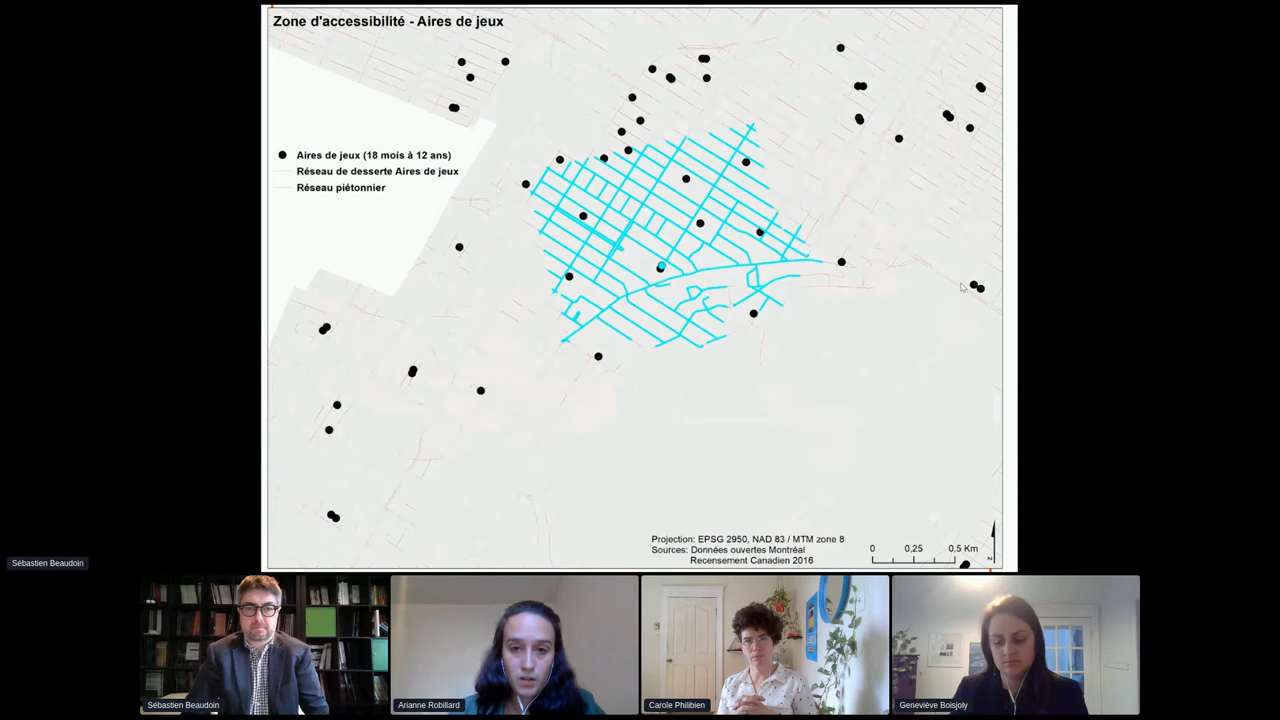 Zone d'accessibilité - Aires de jeux
Aires de jeux (18 mois à 12 ans)
Réseau de desserte Aires de jeux
Réseau piétonnier
Projection: EPSG 2950, NAD 83 / MTM zone 8
Sources: Données ouvertes Montréal
Recensement Canadien 2016
0 0,25 0,5 Km
N
Sébastien Beaudoin
Sébastien Beaudoin
Arianne Robillard
Carole Philibien
Geneviève Boisjoly